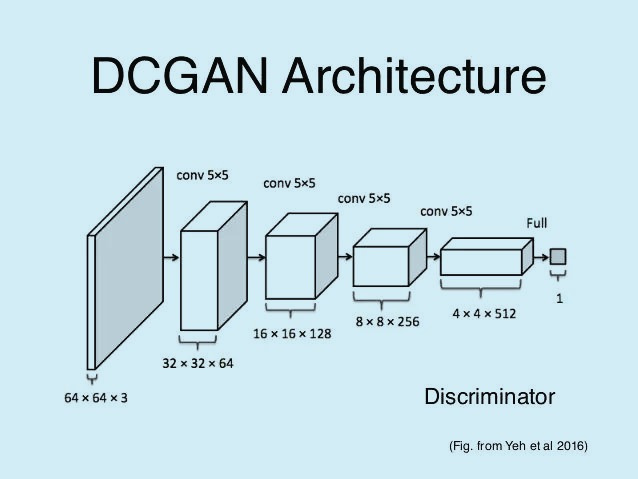 DCGAN Architecture
conv 5×5
conv 5×5
conv 5×5
conv 5×5
Full
1
4 × 4 × 512
8 × 8 × 256
16 × 16 × 128
32 × 32 × 64
64 × 64 × 3
Discriminator
(Fig. from Yeh et al 2016)